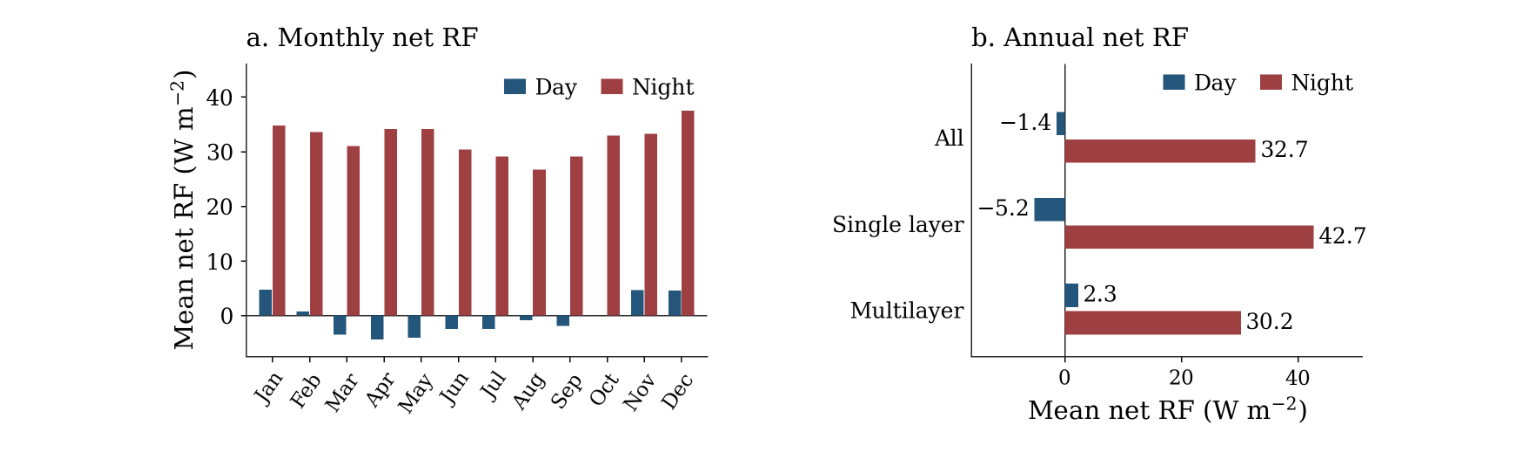 a. Monthly net RF
Mean net RF (W m⁻²)
40
30
20
10
0
Day
Night
Jan
Feb
Mar
Apr
May
Jun
Jul
Aug
Sep
Oct
Nov
Dec
b. Annual net RF
Day
Night
All
−1.4
32.7
Single layer
−5.2
42.7
Multilayer
2.3
30.2
0
20
40
Mean net RF (W m⁻²)